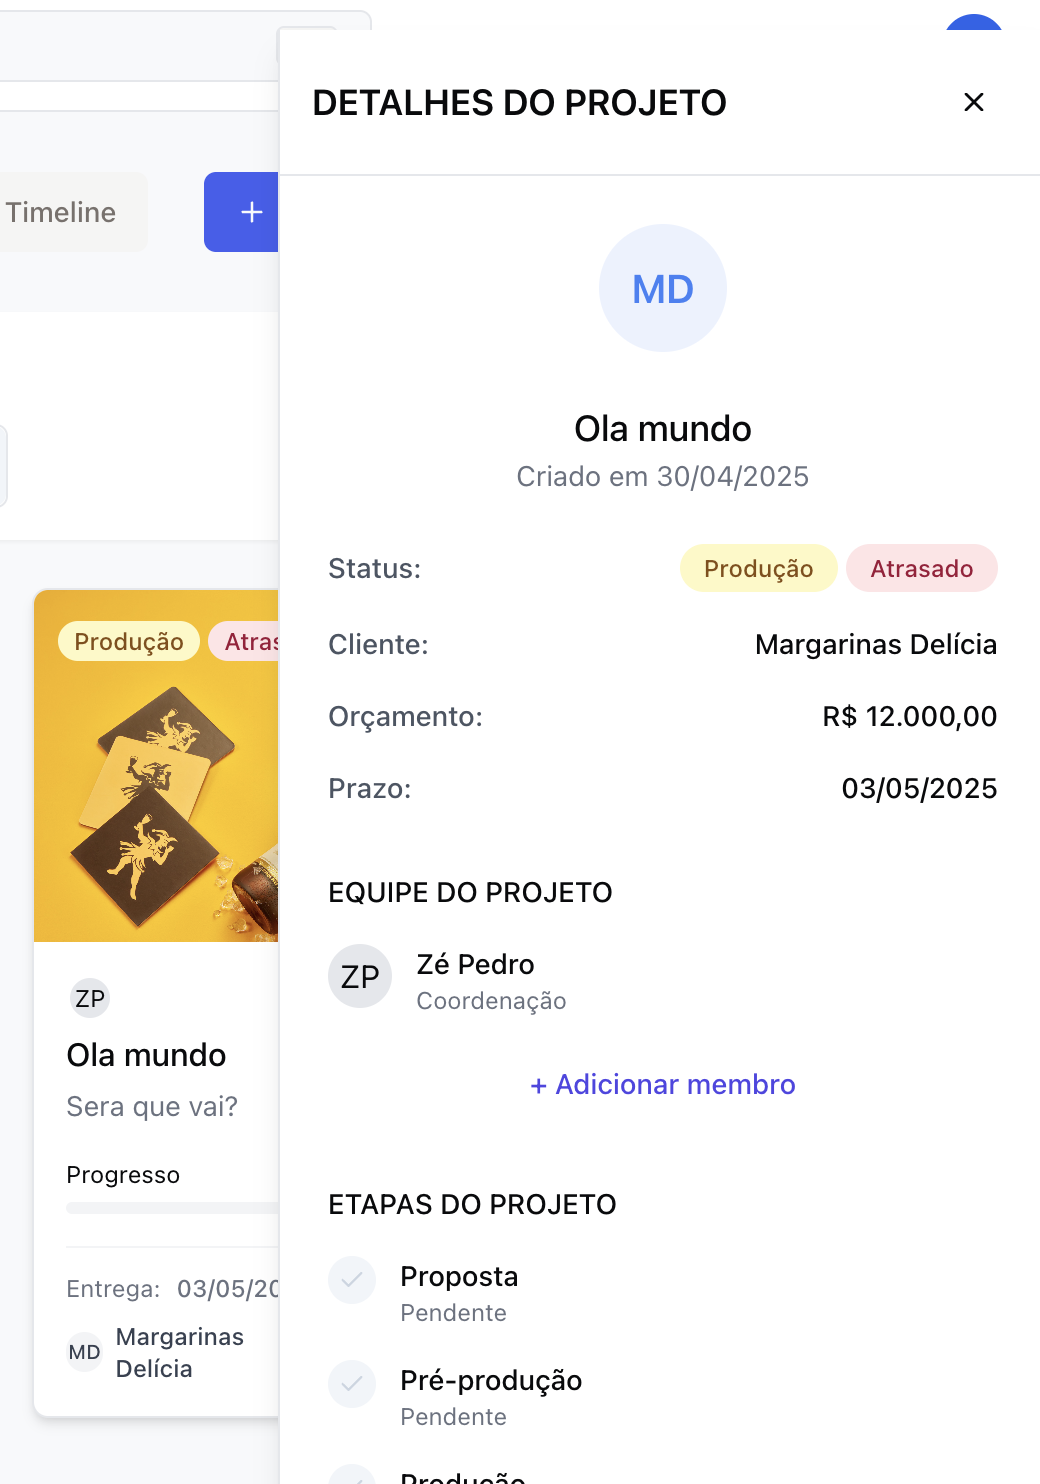 DETALHES DO PROJETO
Timeline
+
MD
Ola mundo
Criado em 30/04/2025
Status: Produção Atrasado
Cliente: Margarinas Delícia
Orçamento: R$ 12.000,00
Prazo: 03/05/2025
EQUIPE DO PROJETO
ZP Zé Pedro
Coordenação
+ Adicionar membro
ETAPAS DO PROJETO
Proposta
Pendente
Pré-produção
Pendente
Produção
Produção Atras
ZP
Ola mundo
Sera que vai?
Progresso
Entrega: 03/05/20
MD Margarinas
Delícia